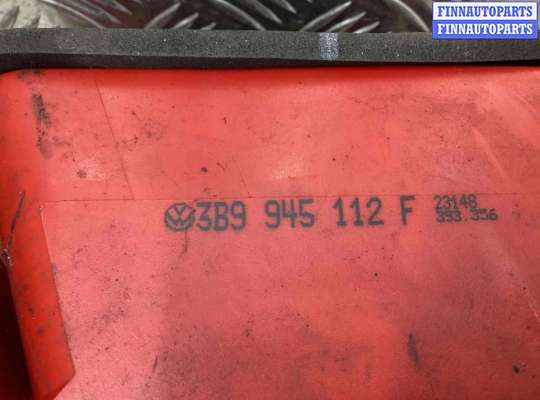 FINNAUTOPARTS
FINNAUTOPARTS
3B9 945 112 F
23148
393.356